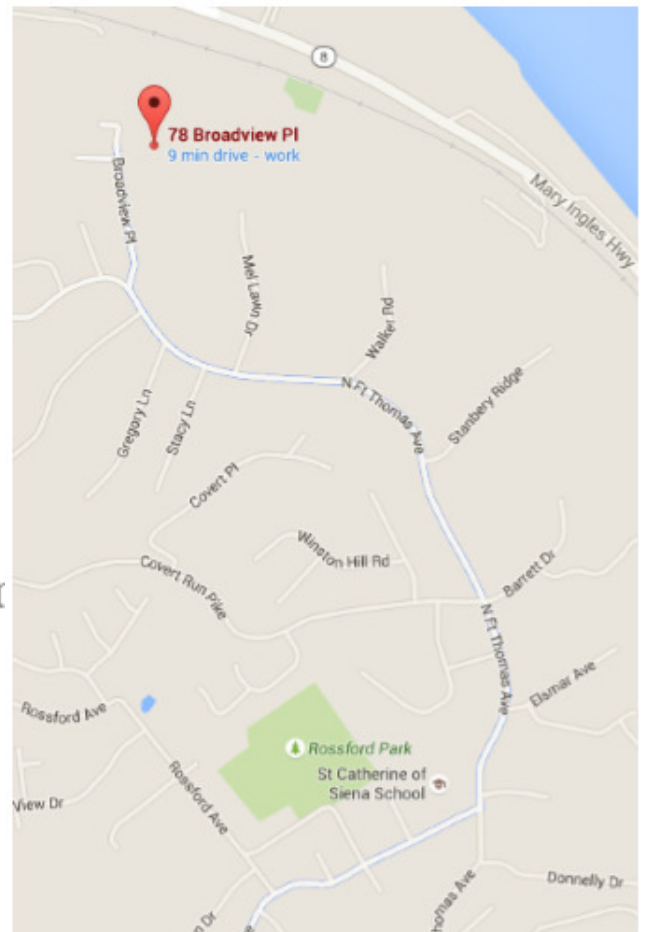 8
78 Broadview Pl
9 min drive - work
Broadview Pl
Mary Ingles Hwy
Mel Lawn Dr
Walker Rd
N Ft Thomas Ave
Stanbery Ridge
Gregory Ln
Stacy Ln
Covert Pl
Winston Hill Rd
Covert Run Pike
Barrett Dr
N Ft Thomas Ave
Elsmar Ave
Rossford Ave
Rossford Park
St Catherine of
Siena School
Rossford Ave
View Dr
Donnelly Dr
omas Ave
n Dr
e